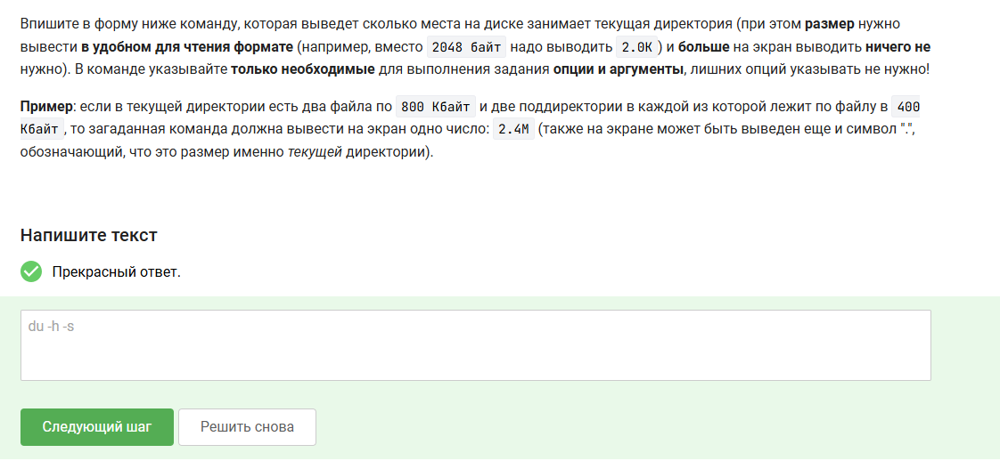 Впишите в форму ниже команду, которая выведет сколько места на диске занимает текущая директория (при этом размер нужно
вывести в удобном для чтения формате (например, вместо 2048 байт надо выводить 2.0K) и больше на экран выводить ничего не
нужно). В команде указывайте только необходимые для выполнения задания опции и аргументы, лишних опций указывать не нужно!
Пример: если в текущей директории есть два файла по 800 Кбайт и две поддиректории в каждой из которой лежит по файлу в 400
Кбайт, то загаданная команда должна вывести на экран одно число: 2.4M (также на экране может быть выведен еще и символ ".",
обозначающий, что это размер именно текущей директории).
Напишите текст
Прекрасный ответ.
du -h -s
Следующий шаг
Решить снова